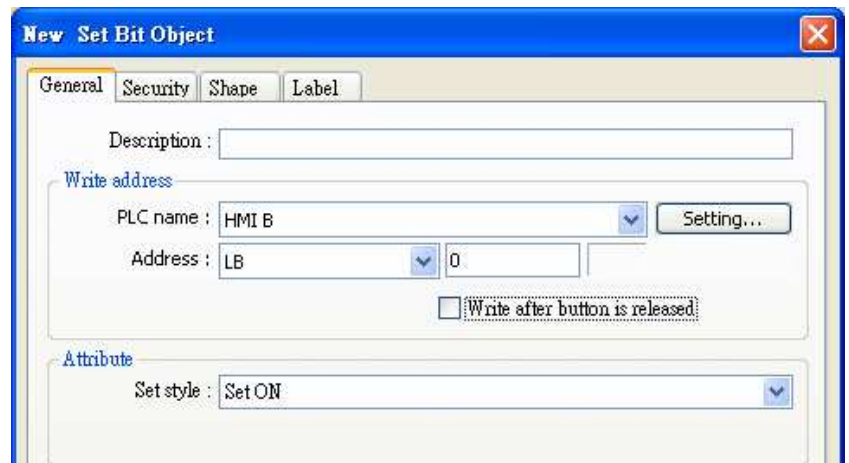 New Set Bit Object
General Security Shape Label
Description :
Write address
PLC name : HMI B Setting...
Address : LB 0
Write after button is released
Attribute
Set style : Set ON